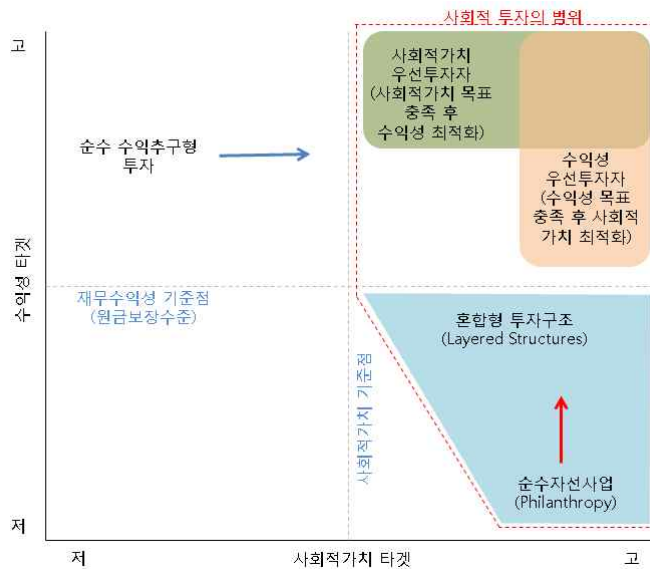 사회적 투자의 범위
고
사회적가치
우선투자자
(사회적가치 목표
충족 후
수익성 최적화)
순수 수익추구형
투자
수익성
우선투자자
(수익성 목표
충족 후 사회적
가치 최적화)
수익성 타겟
재무수익성 기준점
(원금보장수준)
혼합형 투자구조
(Layered Structures)
사회적가치 기준점
순수자선사업
(Philanthropy)
저
저
사회적가치 타겟
고